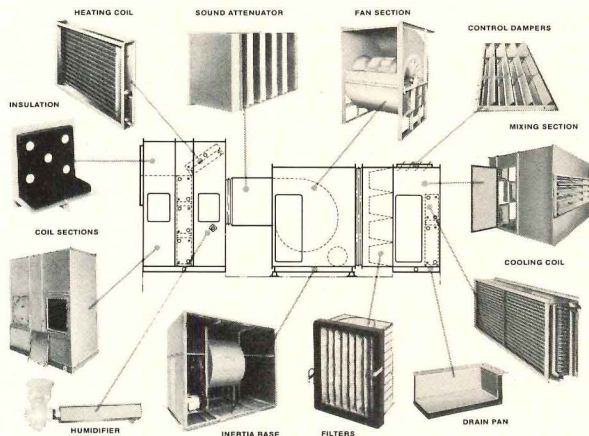 HEATING COIL
SOUND ATTENUATOR
FAN SECTION
CONTROL DAMPERS
INSULATION
MIXING SECTION
COIL SECTIONS
COOLING COIL
HUMIDIFIER
INERTIA BASE
FILTERS
DRAIN PAN